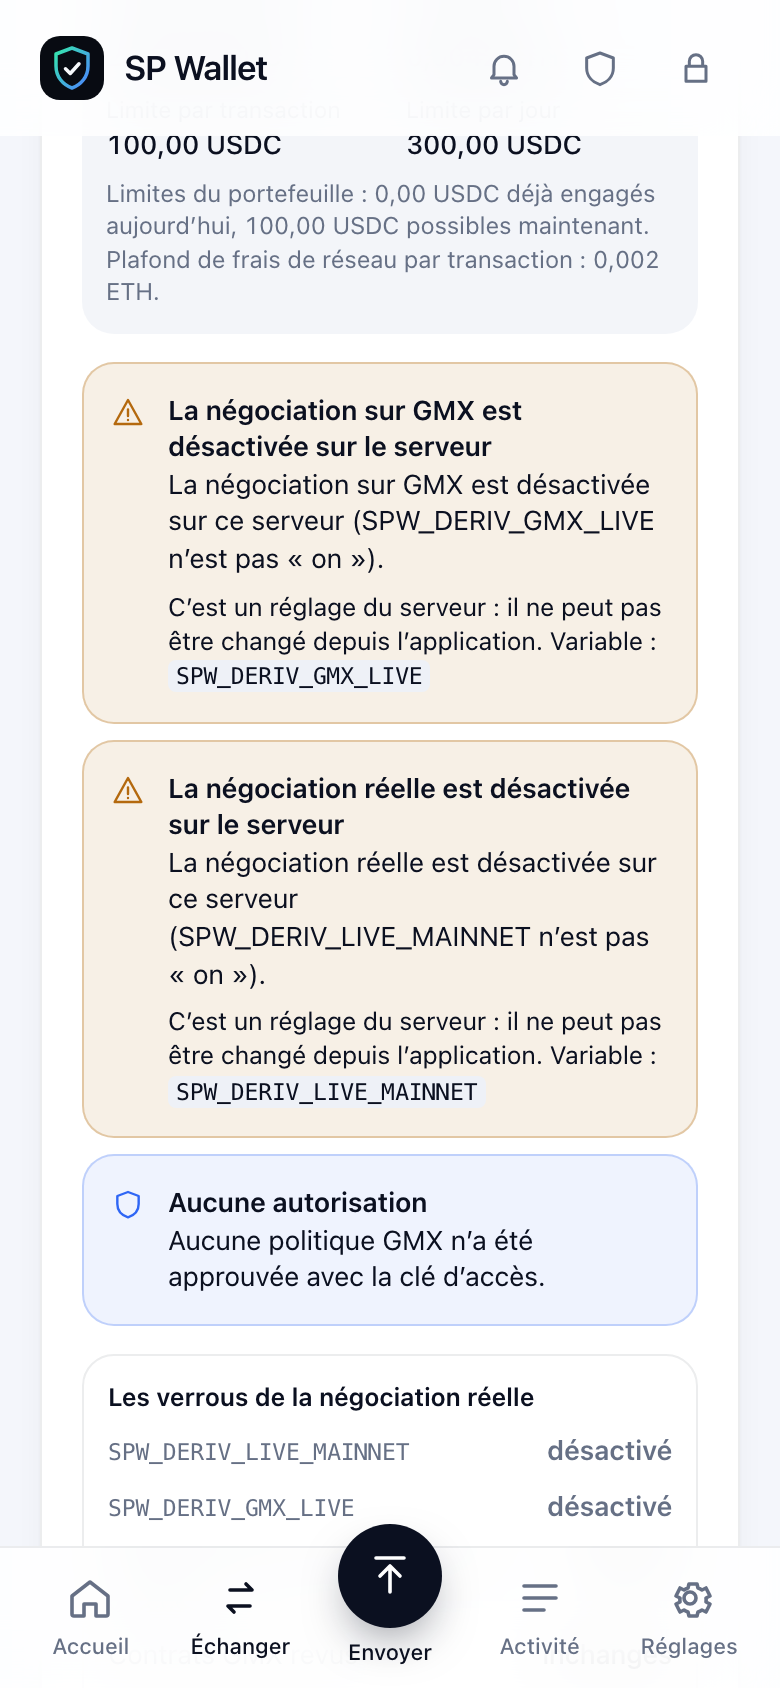 SP Wallet
Limite par transaction
Limite par jour
100,00 USDC
300,00 USDC
Limites du portefeuille : 0,00 USDC déjà engagés
aujourd’hui, 100,00 USDC possibles maintenant.
Plafond de frais de réseau par transaction : 0,002
ETH.
La négociation sur GMX est
désactivée sur le serveur
La négociation sur GMX est désactivée
sur ce serveur (SPW_DERIV_GMX_LIVE
n’est pas « on »).
C’est un réglage du serveur : il ne peut pas
être changé depuis l’application. Variable :
SPW_DERIV_GMX_LIVE
La négociation réelle est désactivée
sur le serveur
La négociation réelle est désactivée sur
ce serveur
(SPW_DERIV_LIVE_MAINNET n’est pas
« on »).
C’est un réglage du serveur : il ne peut pas
être changé depuis l’application. Variable :
SPW_DERIV_LIVE_MAINNET
Aucune autorisation
Aucune politique GMX n’a été
approuvée avec la clé d’accès.
Les verrous de la négociation réelle
SPW_DERIV_LIVE_MAINNET
désactivé
SPW_DERIV_GMX_LIVE
désactivé
Accueil
Échanger
Envoyer
Activité
Réglages